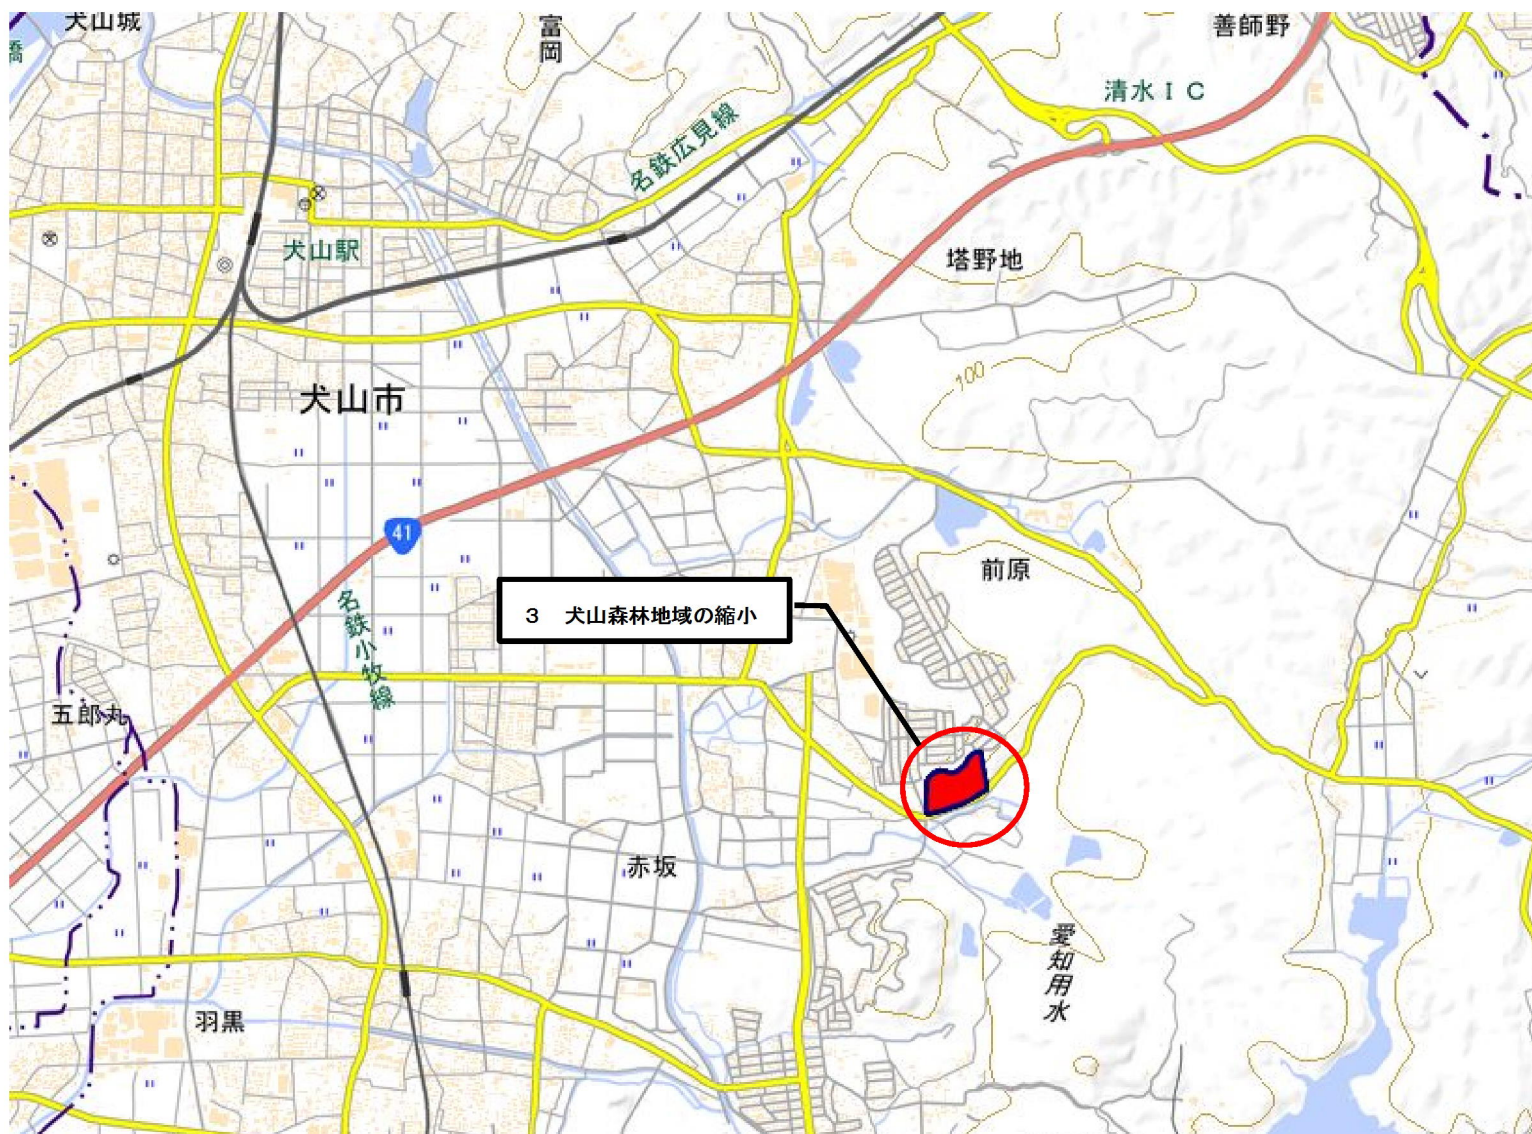 犬山城
橋
富岡
善師野
清水IC
名鉄広見線
犬山駅
塔野地
100
犬山市
41
前原
3 犬山森林地域の縮小
名鉄小牧線
五郎丸
赤坂
愛知用水
羽黒